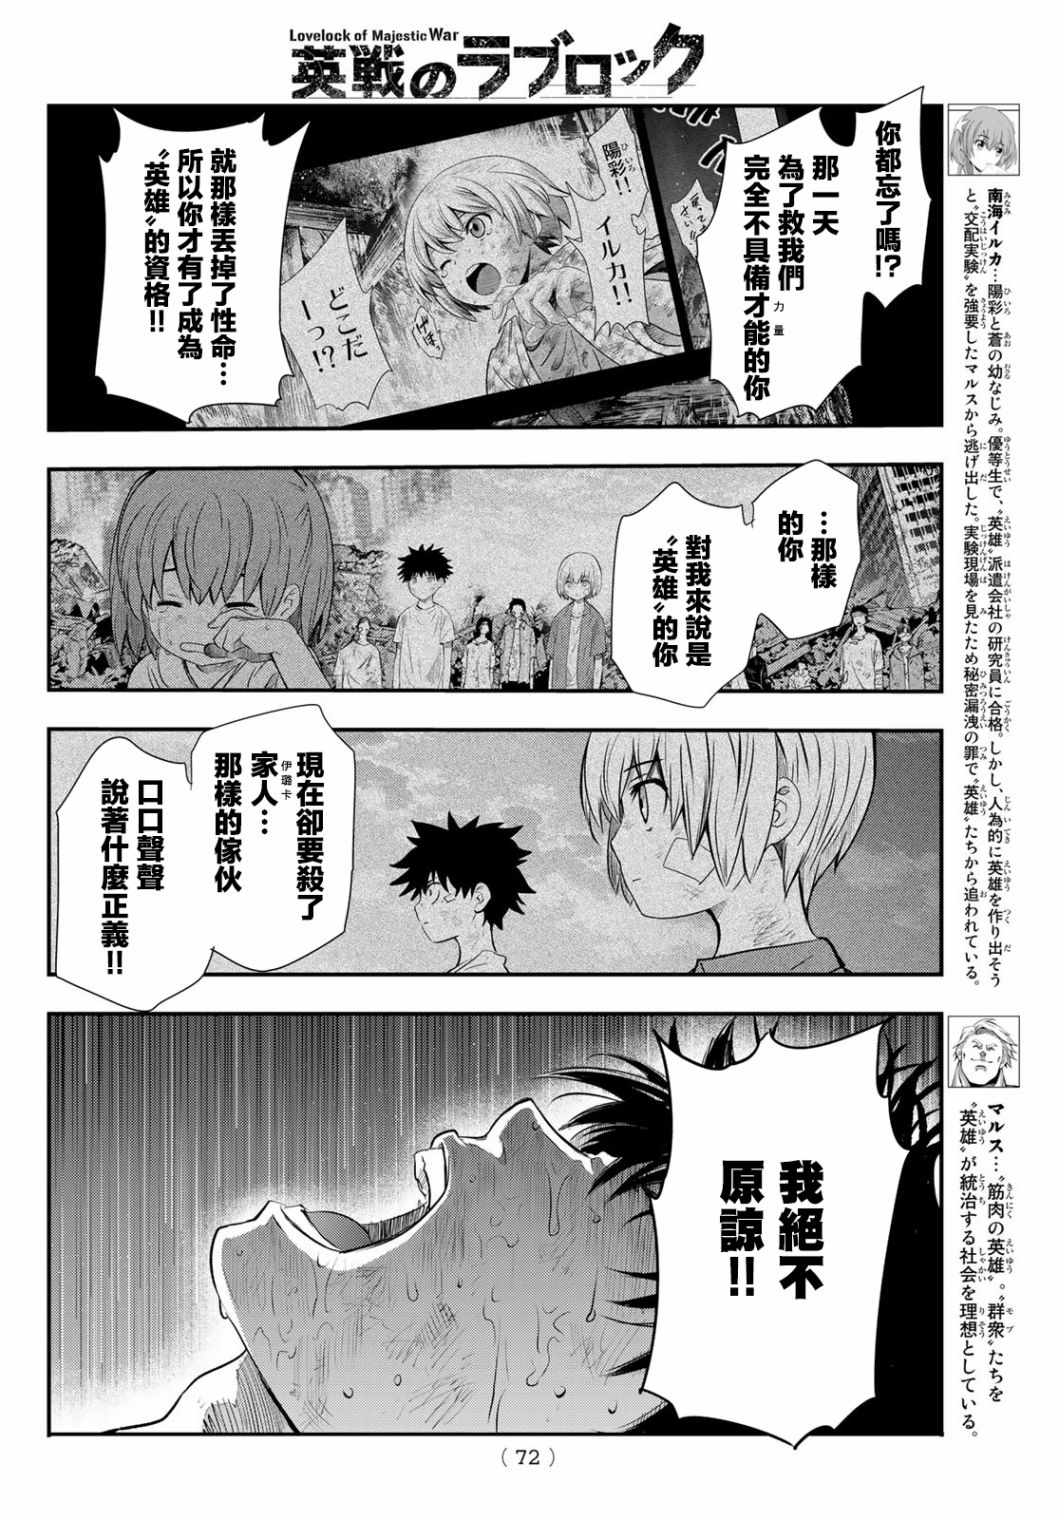 Lovelock of Majestic War
英戦のラブロック
你都忘了嗎!?
那一天
為了救我們
完全不具備才能的你
力量
戻って
さい!!
陽彩!!
ひいろ
イルカ!!
げほっ
どこだ
ーっ!?
就那樣丟掉了性命…
所以你才有了成為
〝英雄〞的資格!!
…那樣
的你
對我來說是
〝英雄〞的你
現在卻要殺了
家人…
伊璐卡
那樣的傢伙
口口聲聲
說著什麼正義!!
我絕不
原諒!!
南海イルカ…陽彩と蒼の幼なじみ。優等生で、〝英雄〞派遣会社の研究員に合格。しかし、人為的に英雄を作り出そう
と〝交配実験〞を強要したマルスから逃げ出した。実験現場を見たため秘密漏洩の罪で〝英雄〞たちから追われている。
マルス…〝筋肉の英雄〞。〝群衆〞たちを
〝英雄〞が統治する社会を理想としている。
( 72 )